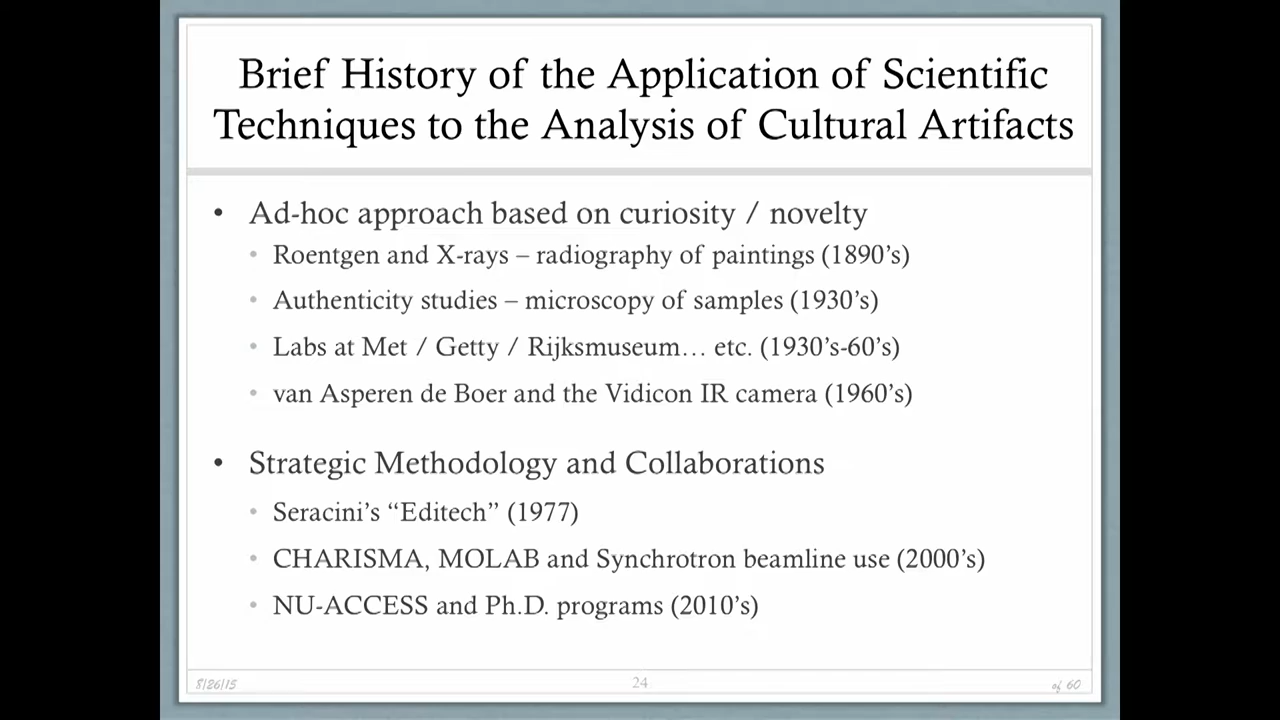 Brief History of the Application of Scientific
Techniques to the Analysis of Cultural Artifacts
• Ad-hoc approach based on curiosity / novelty
• Roentgen and X-rays – radiography of paintings (1890’s)
• Authenticity studies – microscopy of samples (1930’s)
• Labs at Met / Getty / Rijksmuseum… etc. (1930’s-60’s)
• van Asperen de Boer and the Vidicon IR camera (1960’s)
• Strategic Methodology and Collaborations
• Seracini’s “Editech” (1977)
• CHARISMA, MOLAB and Synchrotron beamline use (2000’s)
• NU-ACCESS and Ph.D. programs (2010’s)
8/26/15 24 of 60